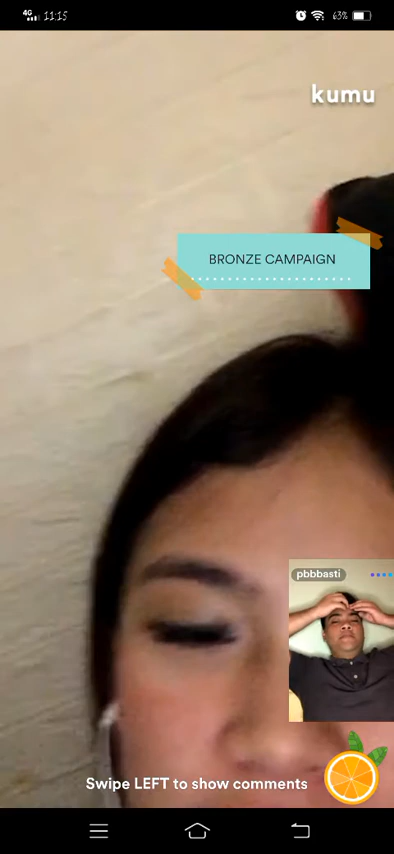 4G 11:15 63%
kumu
BRONZE CAMPAIGN
pbbbasti
Swipe LEFT to show comments